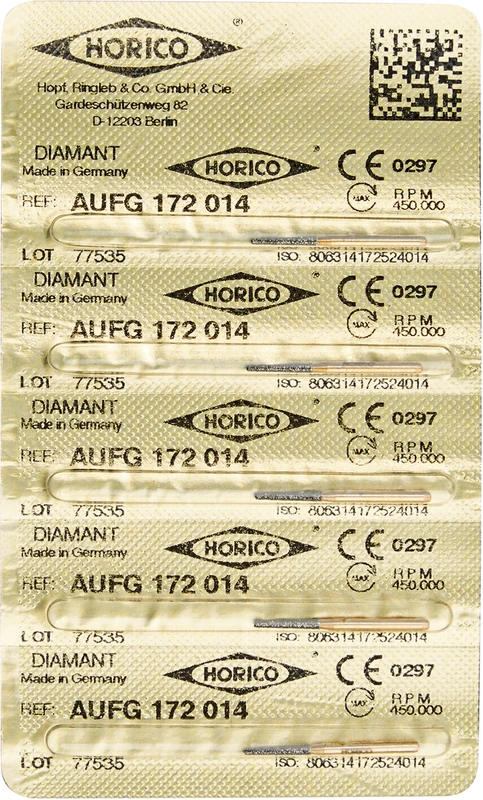 HORICO ®
Hopf, Ringleb & Co. GmbH & Cie.
Gardeschützenweg 82
D-12203 Berlin
DIAMANT HORICO ® CE 0297
Made in Germany
REF: AUFG 172 014 MAX RPM 450.000
LOT 77535 ISO: 806314172524014
DIAMANT HORICO ® CE 0297
Made in Germany
REF: AUFG 172 014 MAX RPM 450.000
LOT 77535 ISO: 806314172524014
DIAMANT HORICO ® CE 0297
Made in Germany
REF: AUFG 172 014 MAX RPM 450.000
LOT 77535 ISO: 806314172524014
DIAMANT HORICO ® CE 0297
Made in Germany
REF: AUFG 172 014 MAX RPM 450.000
LOT 77535 ISO: 806314172524014
DIAMANT HORICO ® CE 0297
Made in Germany
REF: AUFG 172 014 MAX RPM 450.000
LOT 77535 ISO: 806314172524014